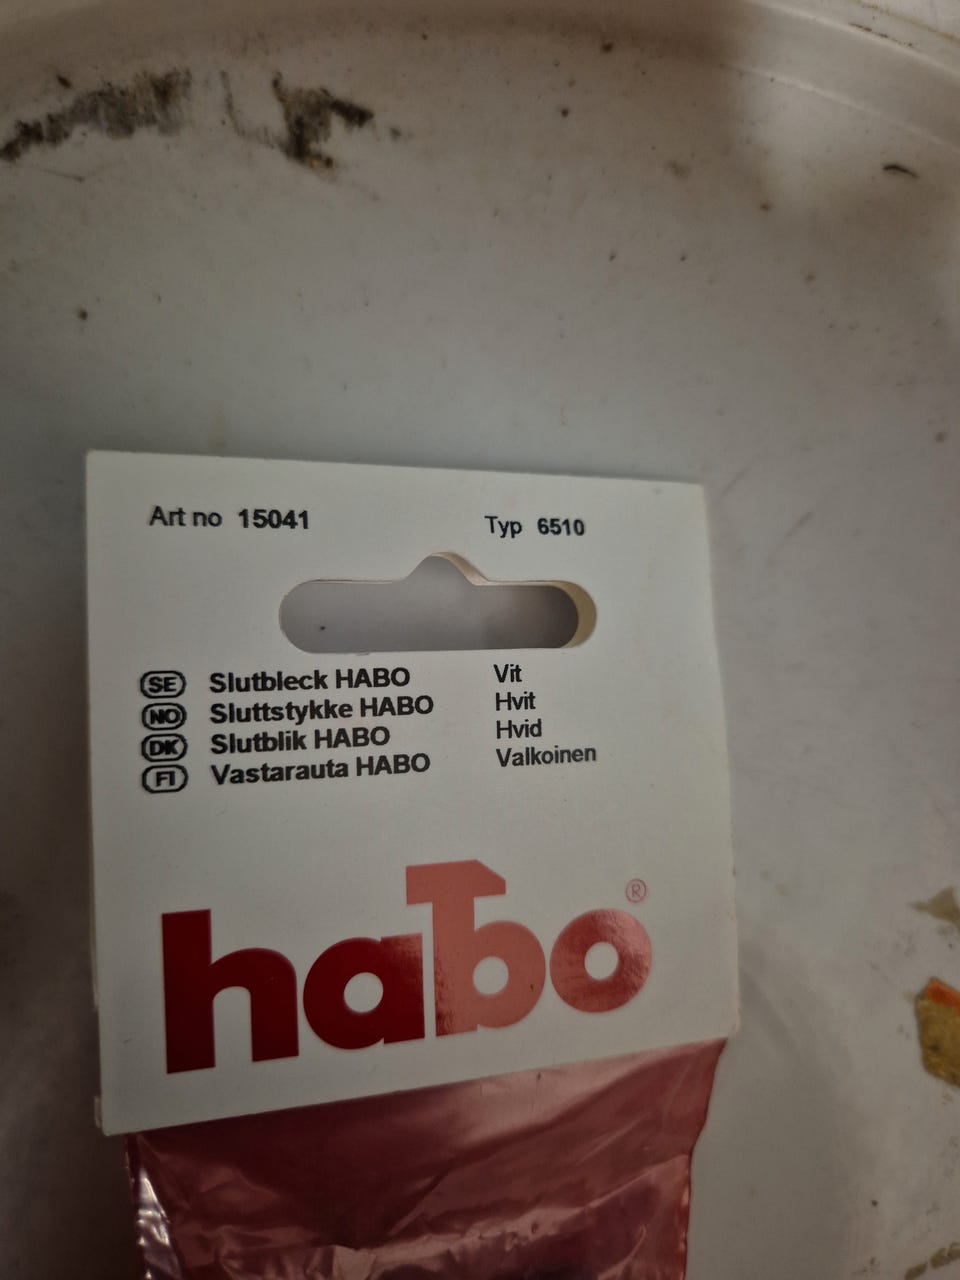 Art no 15041 Typ 6510
SE Slutbleck HABO Vit
NO Sluttstykke HABO Hvit
DK Slutblik HABO Hvid
FI Vastarauta HABO Valkoinen
habo®